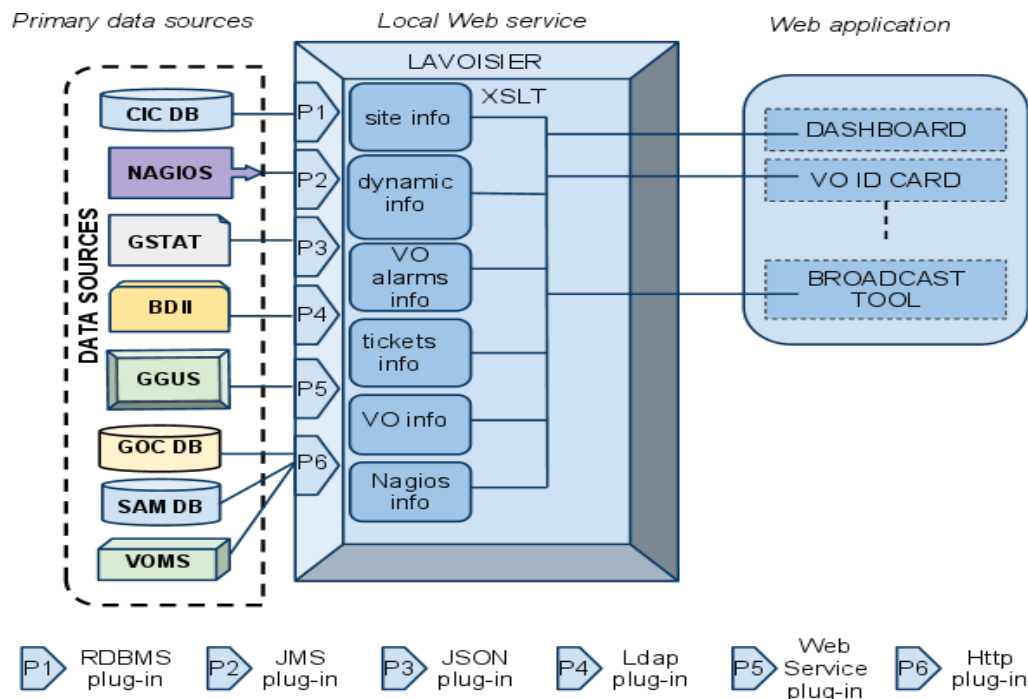 Primary data sources
Local Web service
Web application
LAVOISIER
XSLT
DATA SOURCES
CIC DB
NAGIOS
GSTAT
BD II
GGUS
GOC DB
SAM DB
VOMS
P1
P2
P3
P4
P5
P6
site info
dynamic
info
VO
alarms
info
tickets
info
VO info
Nagios
info
DASHBOARD
VO ID CARD
BROADCAST
TOOL
P1 RDBMS
plug-in
P2 JMS
plug-in
P3 JSON
plug-in
P4 Ldap
plug-in
P5 Web
Service
plug-in
P6 Http
plug-in